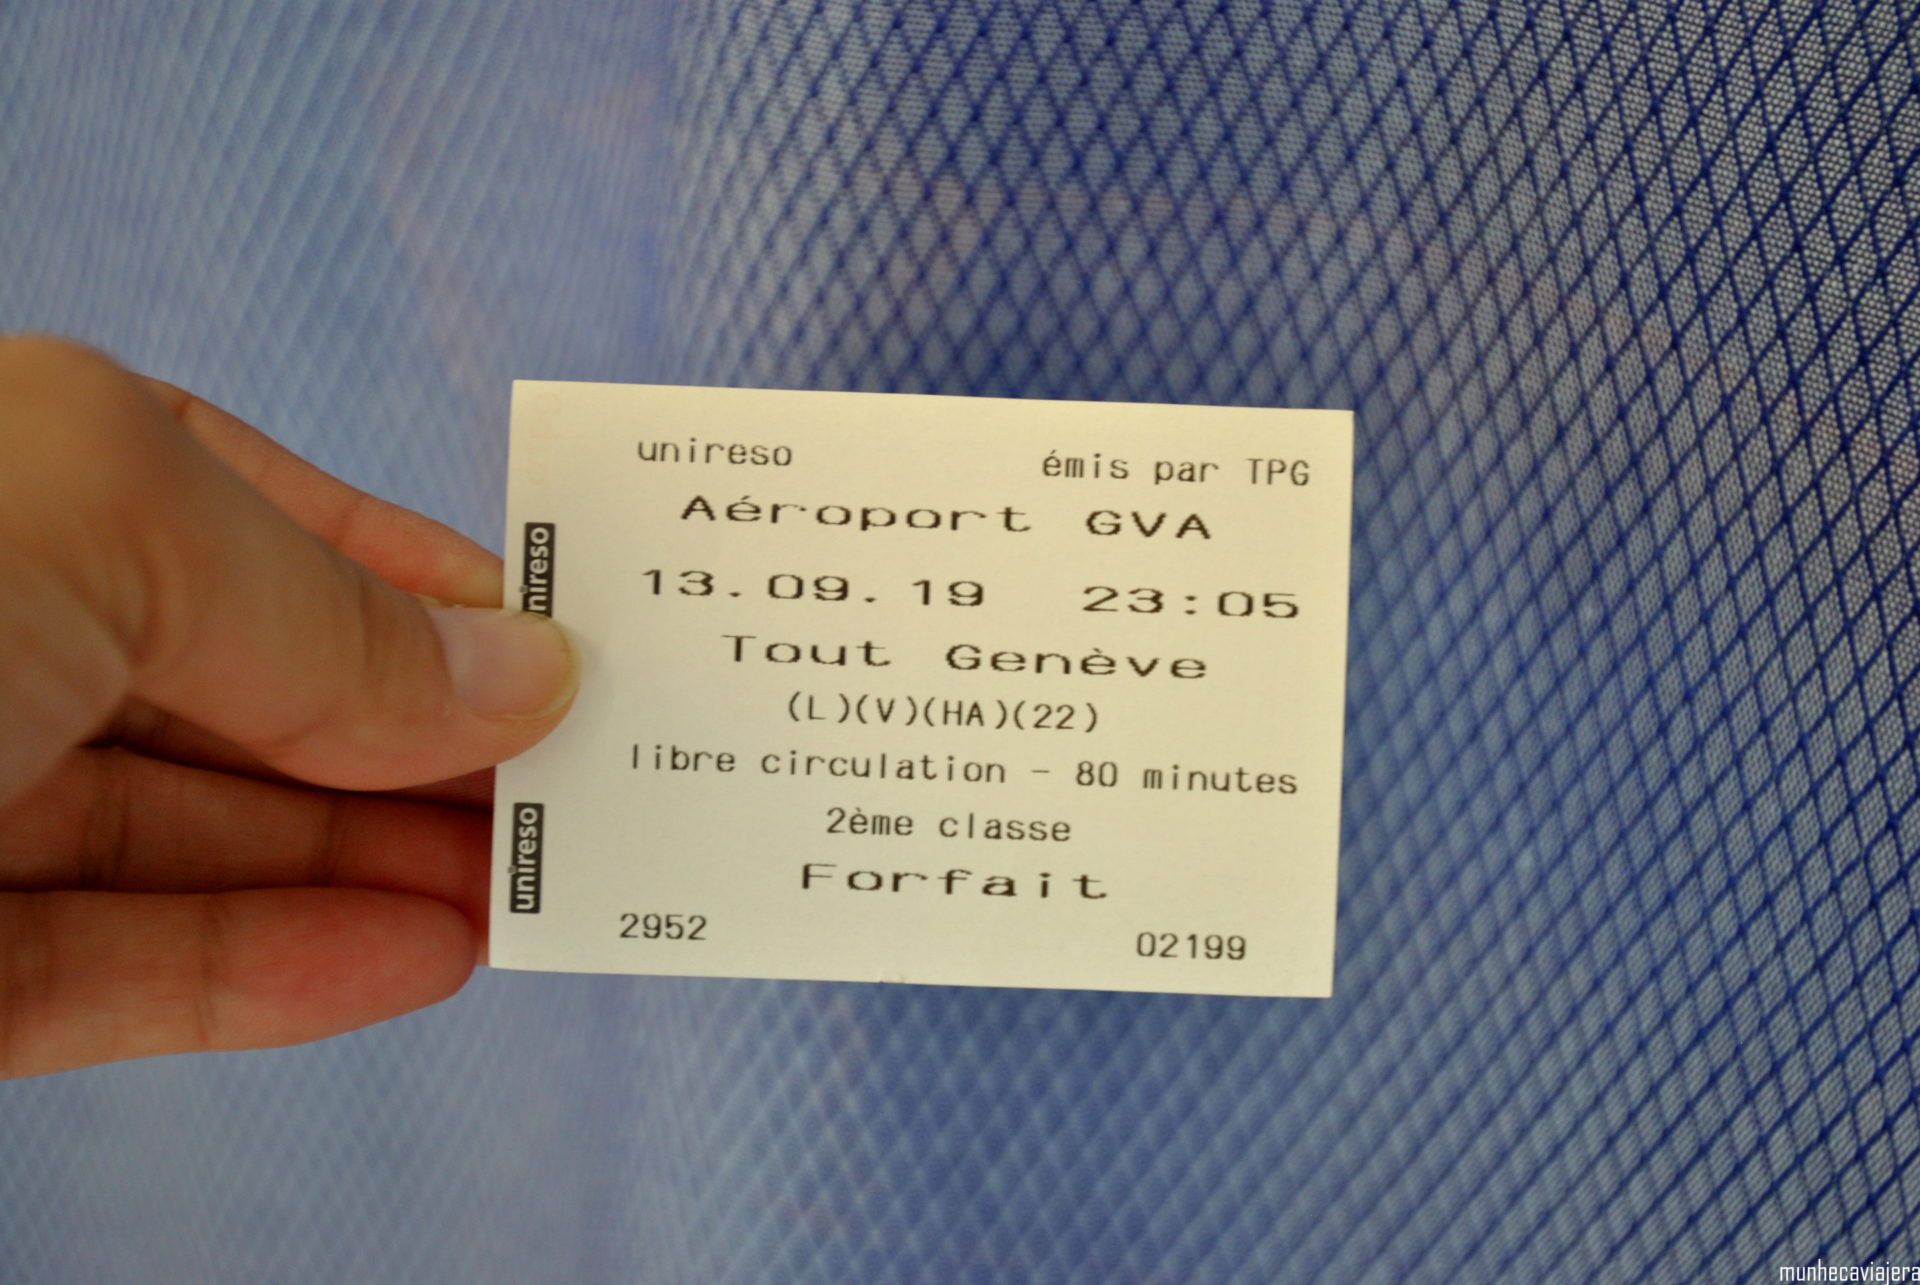 unireso émis par TPG
Aéroport GVA
13.09.19 23:05
Tout Genève
(L)(V)(HA)(22)
libre circulation - 80 minutes
2ème classe
Forfait
2952 02199
unireso
unireso
munhecaviajera